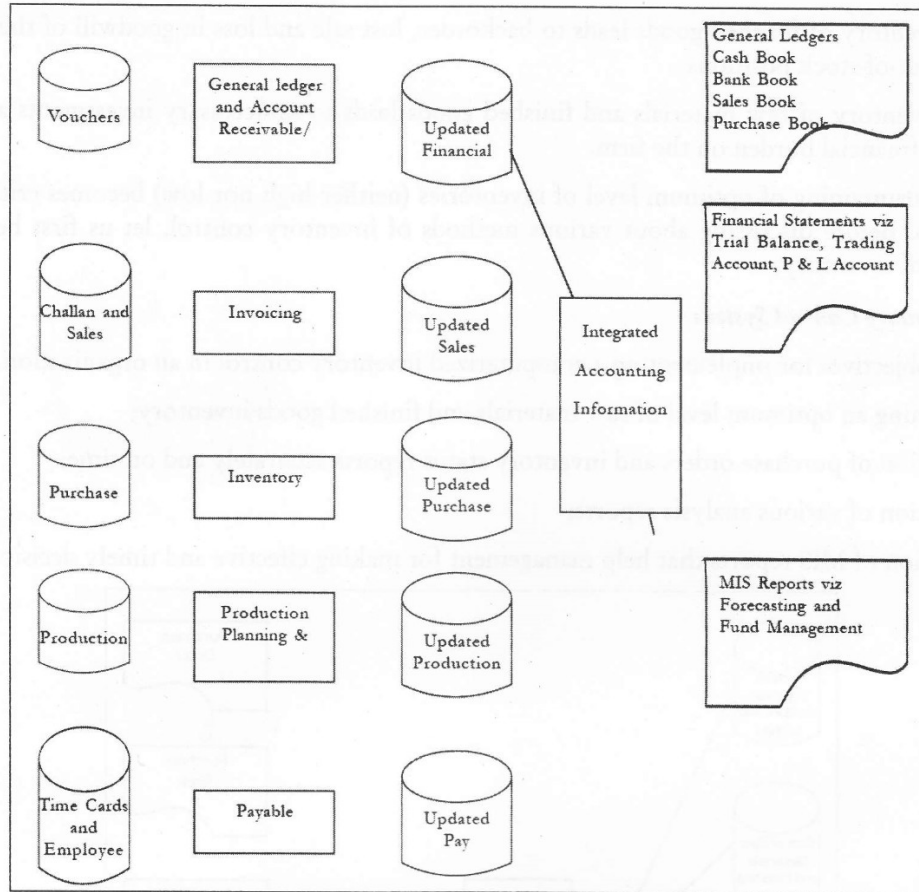 Vouchers
General ledger
and Account
Receivable/
Updated
Financial
General Ledgers
Cash Book
Bank Book
Sales Book
Purchase Book
Financial Statements viz
Trial Balance, Trading
Account, P & L Account
Challan and
Sales
Invoicing
Updated
Sales
Integrated
Accounting
Information
Purchase
Inventory
Updated
Purchase
Production
Production
Planning &
Updated
Production
MIS Reports viz
Forecasting and
Fund Management
Time Cards
and
Employee
Payable
Updated
Pay